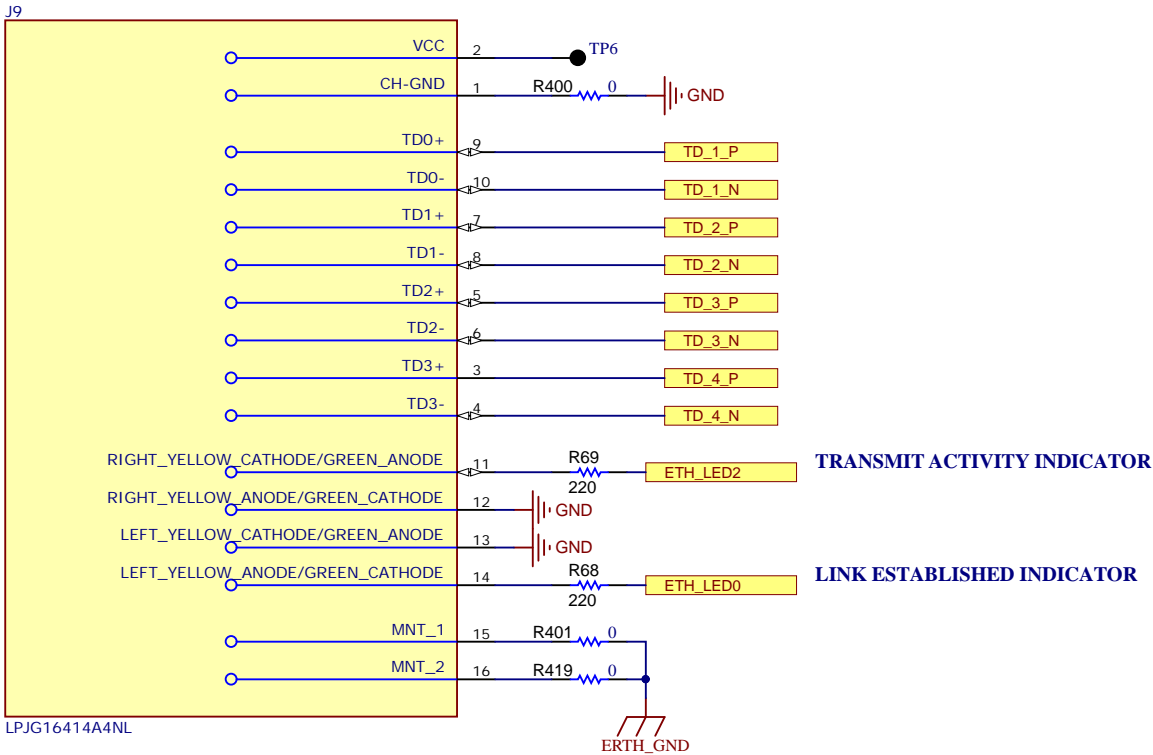 J9
VCC 2 TP6
CH-GND 1 R400 0 GND
TD0+ 9 TD_1_P
TD0- 10 TD_1_N
TD1+ 7 TD_2_P
TD1- 8 TD_2_N
TD2+ 5 TD_3_P
TD2- 6 TD_3_N
TD3+ 3 TD_4_P
TD3- 4 TD_4_N
RIGHT_YELLOW_CATHODE/GREEN_ANODE 11 R69 220 ETH_LED2 TRANSMIT ACTIVITY INDICATOR
RIGHT_YELLOW_ANODE/GREEN_CATHODE 12 GND
LEFT_YELLOW_CATHODE/GREEN_ANODE 13 GND
LEFT_YELLOW_ANODE/GREEN_CATHODE 14 R68 220 ETH_LED0 LINK ESTABLISHED INDICATOR
MNT_1 15 R401 0
MNT_2 16 R419 0
LPJG16414A4NL
ERTH_GND